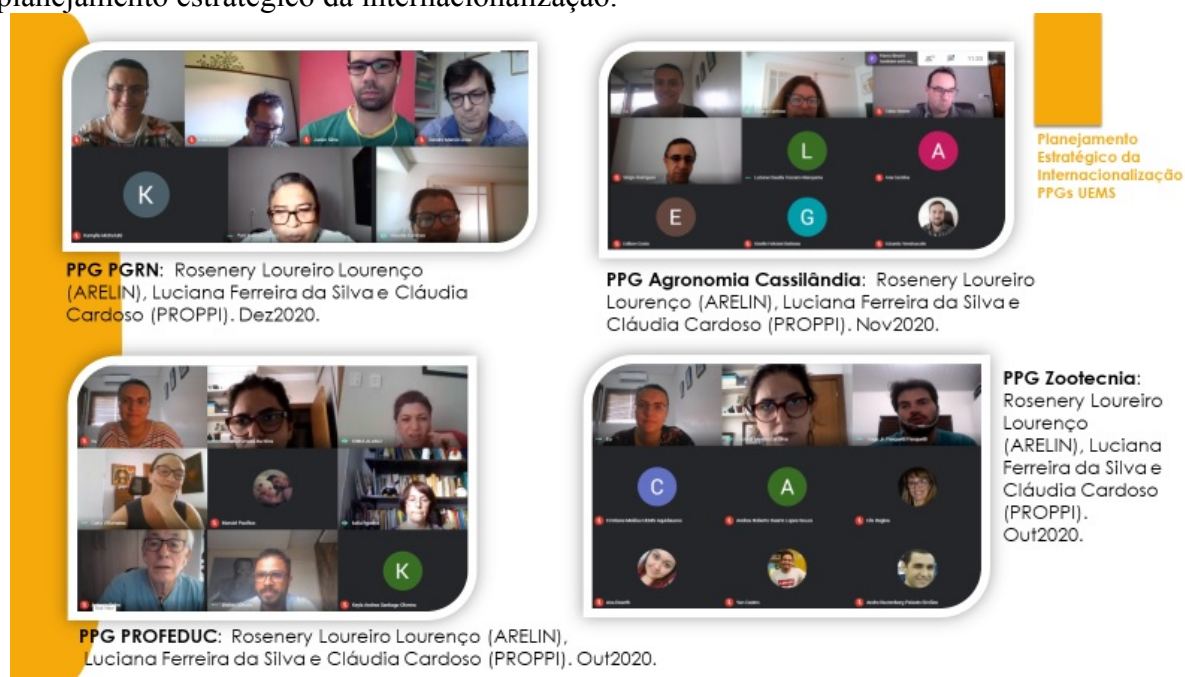 planejamento estratégico da internacionalização.
Planejamento
Estratégico da
Internacionalização
PPGs UEMS
11:03
K
L
A
E
G
PPG PGRN: Rosenery Loureiro Lourenço
(ARELIN), Luciana Ferreira da Silva e Cláudia
Cardoso (PROPPI). Dez2020.
PPG Agronomia Cassilândia: Rosenery Loureiro
Lourenço (ARELIN), Luciana Ferreira da Silva e
Cláudia Cardoso (PROPPI). Nov2020.
K
C
A
PPG Zootecnia:
Rosenery Loureiro
Lourenço
(ARELIN), Luciana
Ferreira da Silva e
Cláudia Cardoso
(PROPPI).
Out2020.
PPG PROFEDUC: Rosenery Loureiro Lourenço (ARELIN),
Luciana Ferreira da Silva e Cláudia Cardoso (PROPPI). Out2020.